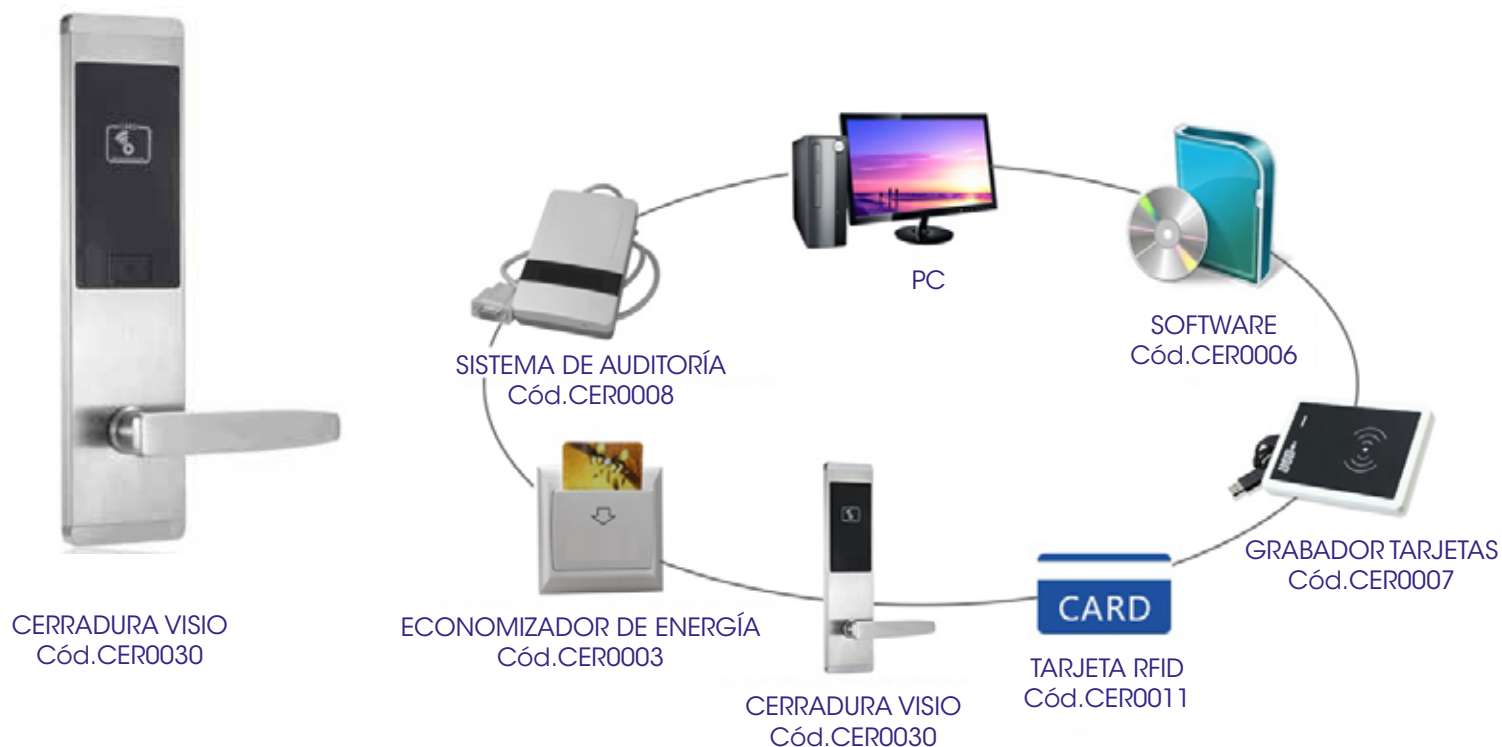 PC
SOFTWARE
Cód.CER0006
SISTEMA DE AUDITORÍA
Cód.CER0008
GRABADOR TARJETAS
Cód.CER0007
CARD
CERRADURA VISIO
Cód.CER0030
ECONOMIZADOR DE ENERGÍA
Cód.CER0003
TARJETA RFID
Cód.CER0011
CERRADURA VISIO
Cód.CER0030